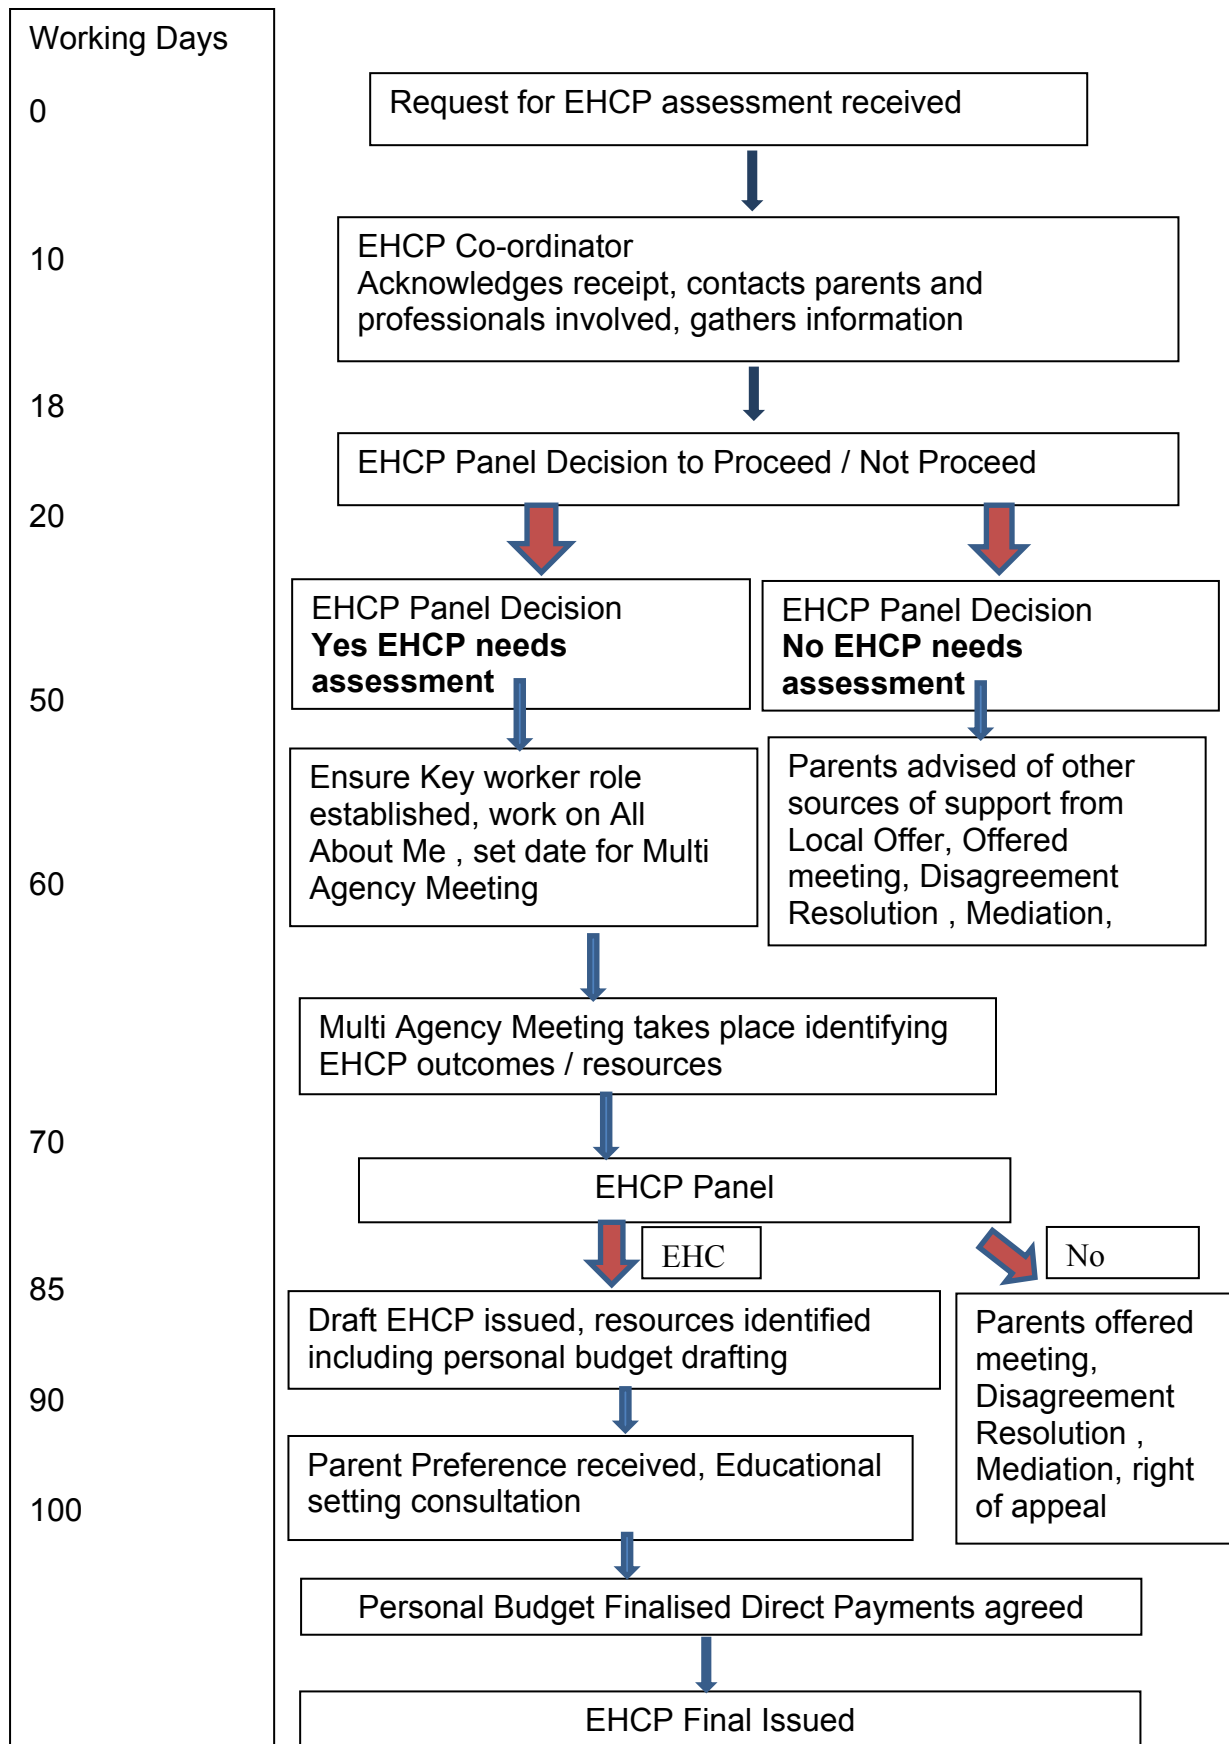 Working Days
0
10
18
20
50
60
70
85
90
100
Request for EHCP assessment received
EHCP Co-ordinator
Acknowledges receipt, contacts parents and
professionals involved, gathers information
EHCP Panel Decision to Proceed / Not Proceed
EHCP Panel Decision
Yes EHCP needs
assessment
EHCP Panel Decision
No EHCP needs
assessment
Ensure Key worker role
established, work on All
About Me , set date for Multi
Agency Meeting
Parents advised of other
sources of support from
Local Offer, Offered
meeting, Disagreement
Resolution , Mediation,
Multi Agency Meeting takes place identifying
EHCP outcomes / resources
EHCP Panel
EHC
No
Draft EHCP issued, resources identified
including personal budget drafting
Parents offered
meeting,
Disagreement
Resolution ,
Mediation, right
of appeal
Parent Preference received, Educational
setting consultation
Personal Budget Finalised Direct Payments agreed
EHCP Final Issued